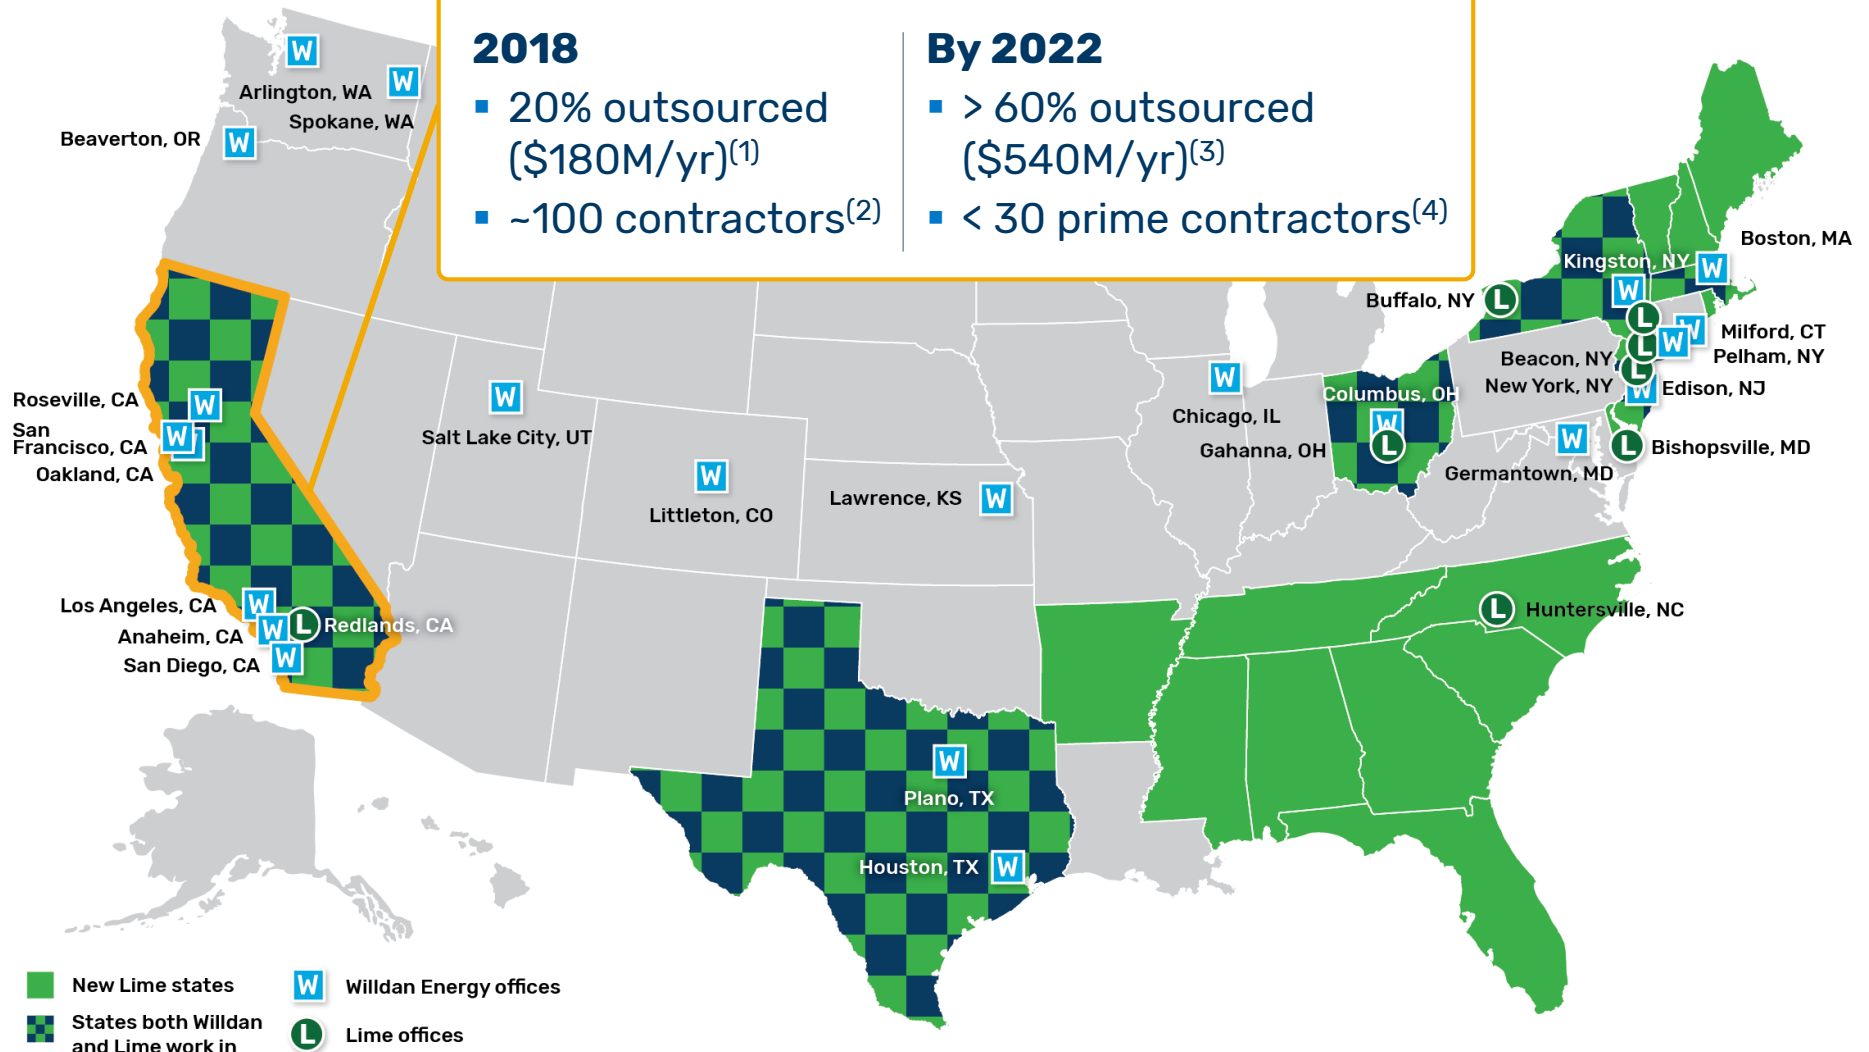 2018
▪ 20% outsourced
($180M/yr)(1)
▪ ~100 contractors(2)
By 2022
▪ > 60% outsourced
($540M/yr)(3)
▪ < 30 prime contractors(4)
W
Arlington, WA
W
Spokane, WA
Beaverton, OR
W
Boston, MA
Kingston, NY
W
W
Buffalo, NY
L
L
W
Milford, CT
Beacon, NY
L
W
Pelham, NY
New York, NY
L
W
Edison, NJ
Roseville, CA
W
San
Francisco, CA
W
Oakland, CA
W
Salt Lake City, UT
W
Chicago, IL
Columbus, OH
W
Gahanna, OH
L
W
Germantown, MD
L
Bishopsville, MD
W
Littleton, CO
Lawrence, KS
W
Los Angeles, CA
W
Anaheim, CA
W
L
Redlands, CA
San Diego, CA
W
L
Huntersville, NC
W
Plano, TX
Houston, TX
W
New Lime states
W
Willdan Energy offices
States both Willdan
and Lime work in
L
Lime offices